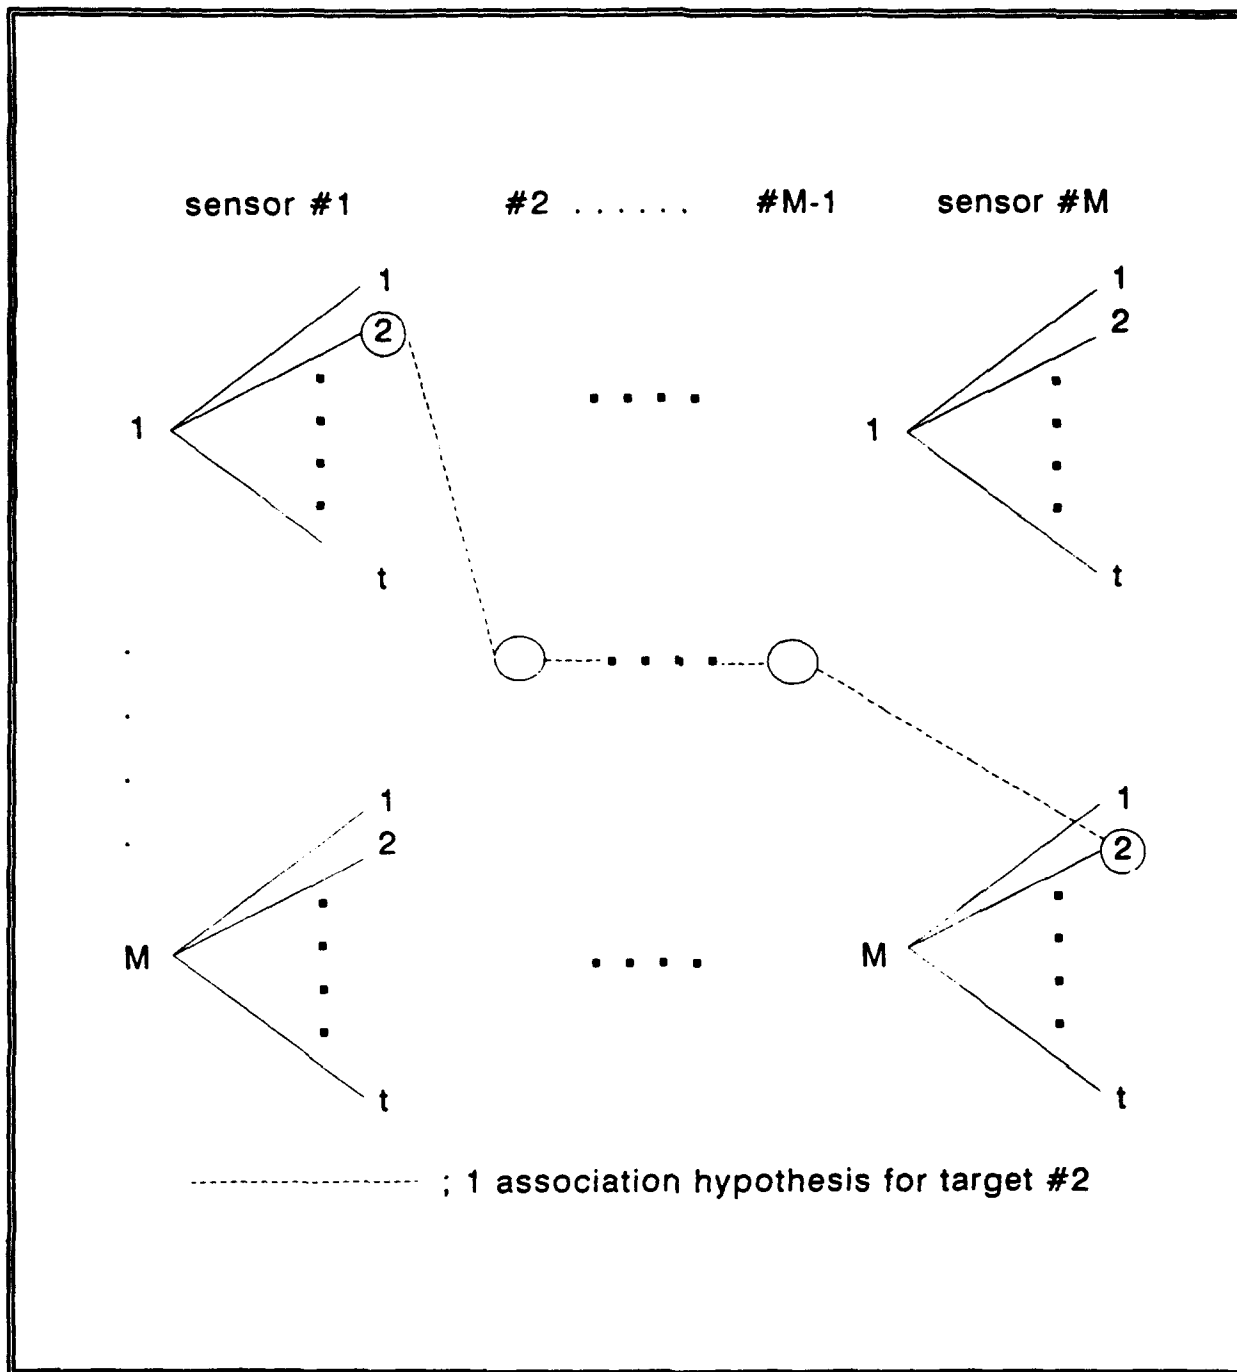 sensor #1 #2 ...... #M-1 sensor #M
1 1
2 2
1 1
t t
1 1
2 2
M M
t t
; 1 association hypothesis for target #2